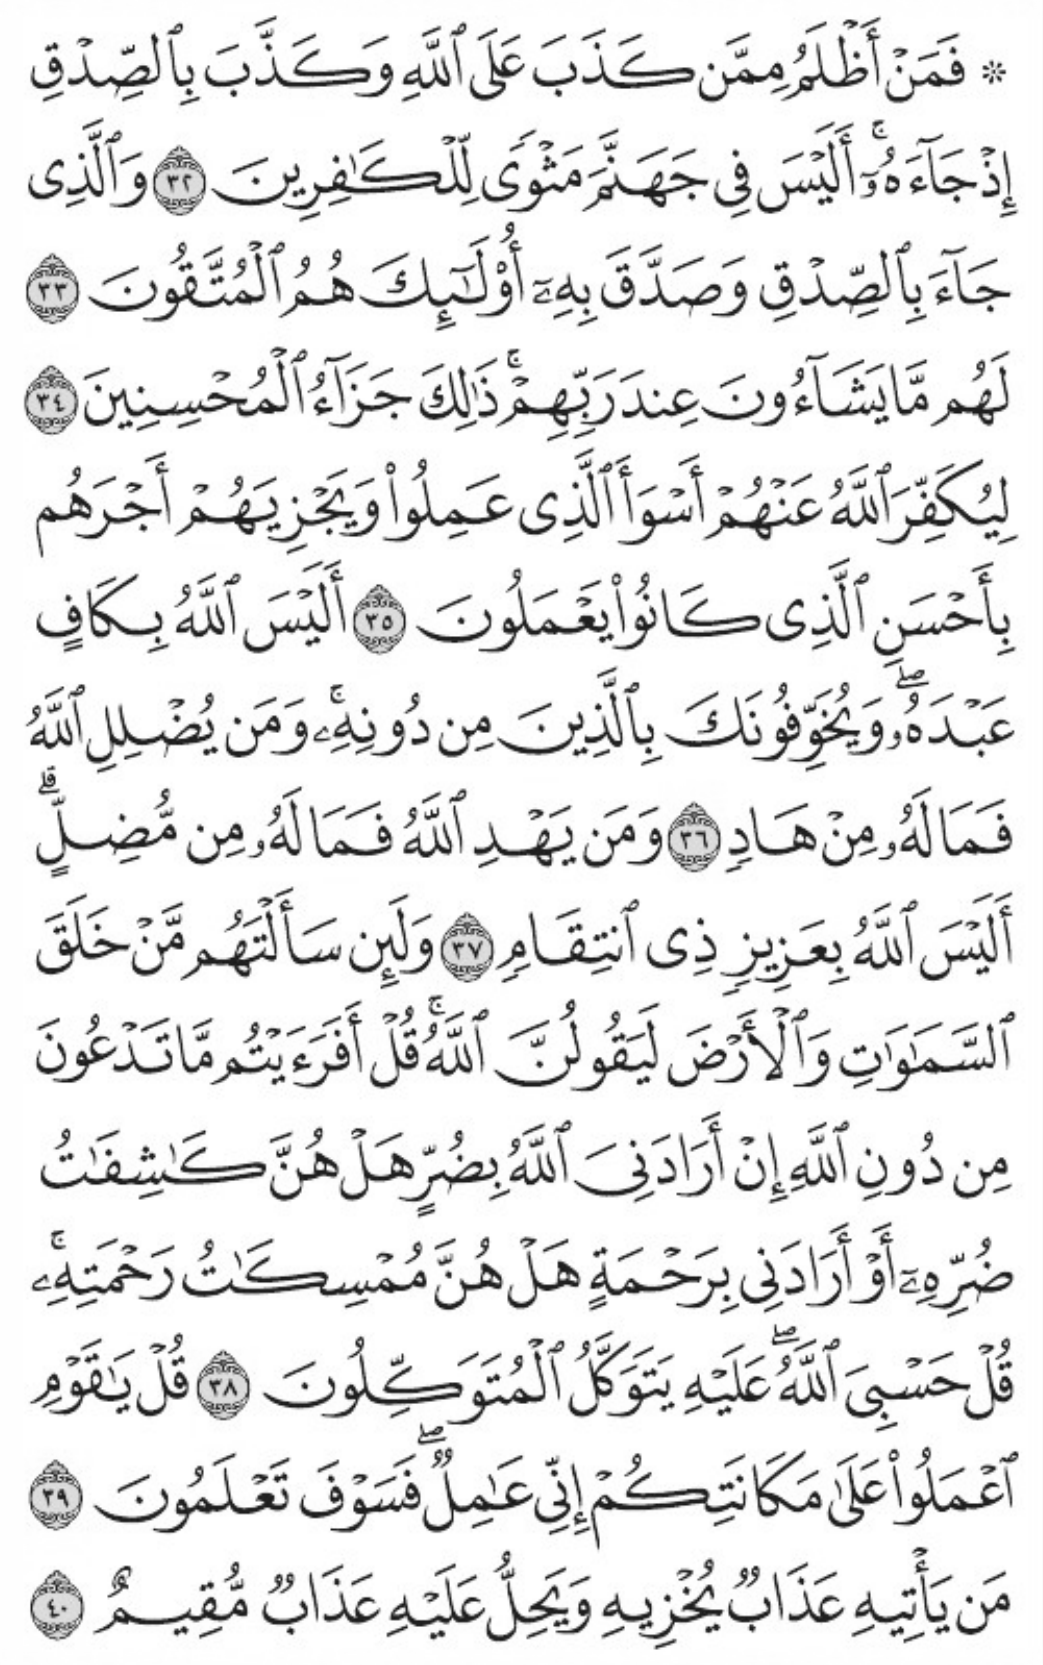 ۞ فَمَنۡ أَظۡلَمُ مِمَّن كَذَبَ عَلَى ٱللَّهِ وَكَذَّبَ بِٱلصِّدۡقِ
إِذۡ جَآءَهُۥٓۚ أَلَيۡسَ فِي جَهَنَّمَ مَثۡوٗى لِّلۡكَٰفِرِينَ ٣٢ وَٱلَّذِي
جَآءَ بِٱلصِّدۡقِ وَصَدَّقَ بِهِۦٓ أُوْلَٰٓئِكَ هُمُ ٱلۡمُتَّقُونَ ٣٣
لَهُم مَّا يَشَآءُونَ عِندَ رَبِّهِمۡۚ ذَٰلِكَ جَزَآءُ ٱلۡمُحۡسِنِينَ ٣٤
لِيُكَفِّرَ ٱللَّهُ عَنۡهُمۡ أَسۡوَأَ ٱلَّذِي عَمِلُواْ وَيَجۡزِيَهُمۡ أَجۡرَهُم
بِأَحۡسَنِ ٱلَّذِي كَانُواْ يَعۡمَلُونَ ٣٥ أَلَيۡسَ ٱللَّهُ بِكَافٍ
عَبۡدَهُۥۖ وَيُخَوِّفُونَكَ بِٱلَّذِينَ مِن دُونِهِۦۚ وَمَن يُضۡلِلِ ٱللَّهُ
فَمَا لَهُۥ مِنۡ هَادٖ ٣٦ وَمَن يَهۡدِ ٱللَّهُ فَمَا لَهُۥ مِن مُّضِلٍّۗ
أَلَيۡسَ ٱللَّهُ بِعَزِيزٖ ذِي ٱنتِقَامٖ ٣٧ وَلَئِن سَأَلۡتَهُم مَّنۡ خَلَقَ
ٱلسَّمَٰوَٰتِ وَٱلۡأَرۡضَ لَيَقُولُنَّ ٱللَّهُۚ قُلۡ أَفَرَءَيۡتُم مَّا تَدۡعُونَ
مِن دُونِ ٱللَّهِ إِنۡ أَرَادَنِيَ ٱللَّهُ بِضُرٍّ هَلۡ هُنَّ كَٰشِفَٰتُ
ضُرِّهِۦٓ أَوۡ أَرَادَنِي بِرَحۡمَةٍ هَلۡ هُنَّ مُمۡسِكَٰتُ رَحۡمَتِهِۦۚ
قُلۡ حَسۡبِيَ ٱللَّهُۖ عَلَيۡهِ يَتَوَكَّلُ ٱلۡمُتَوَكِّلُونَ ٣٨ قُلۡ يَٰقَوۡمِ
ٱعۡمَلُواْ عَلَىٰ مَكَانَتِكُمۡ إِنِّي عَٰمِلٞۖ فَسَوۡفَ تَعۡلَمُونَ ٣٩
مَن يَأۡتِيهِ عَذَابٞ يُخۡزِيهِ وَيَحِلُّ عَلَيۡهِ عَذَابٞ مُّقِيمٌ ٤٠